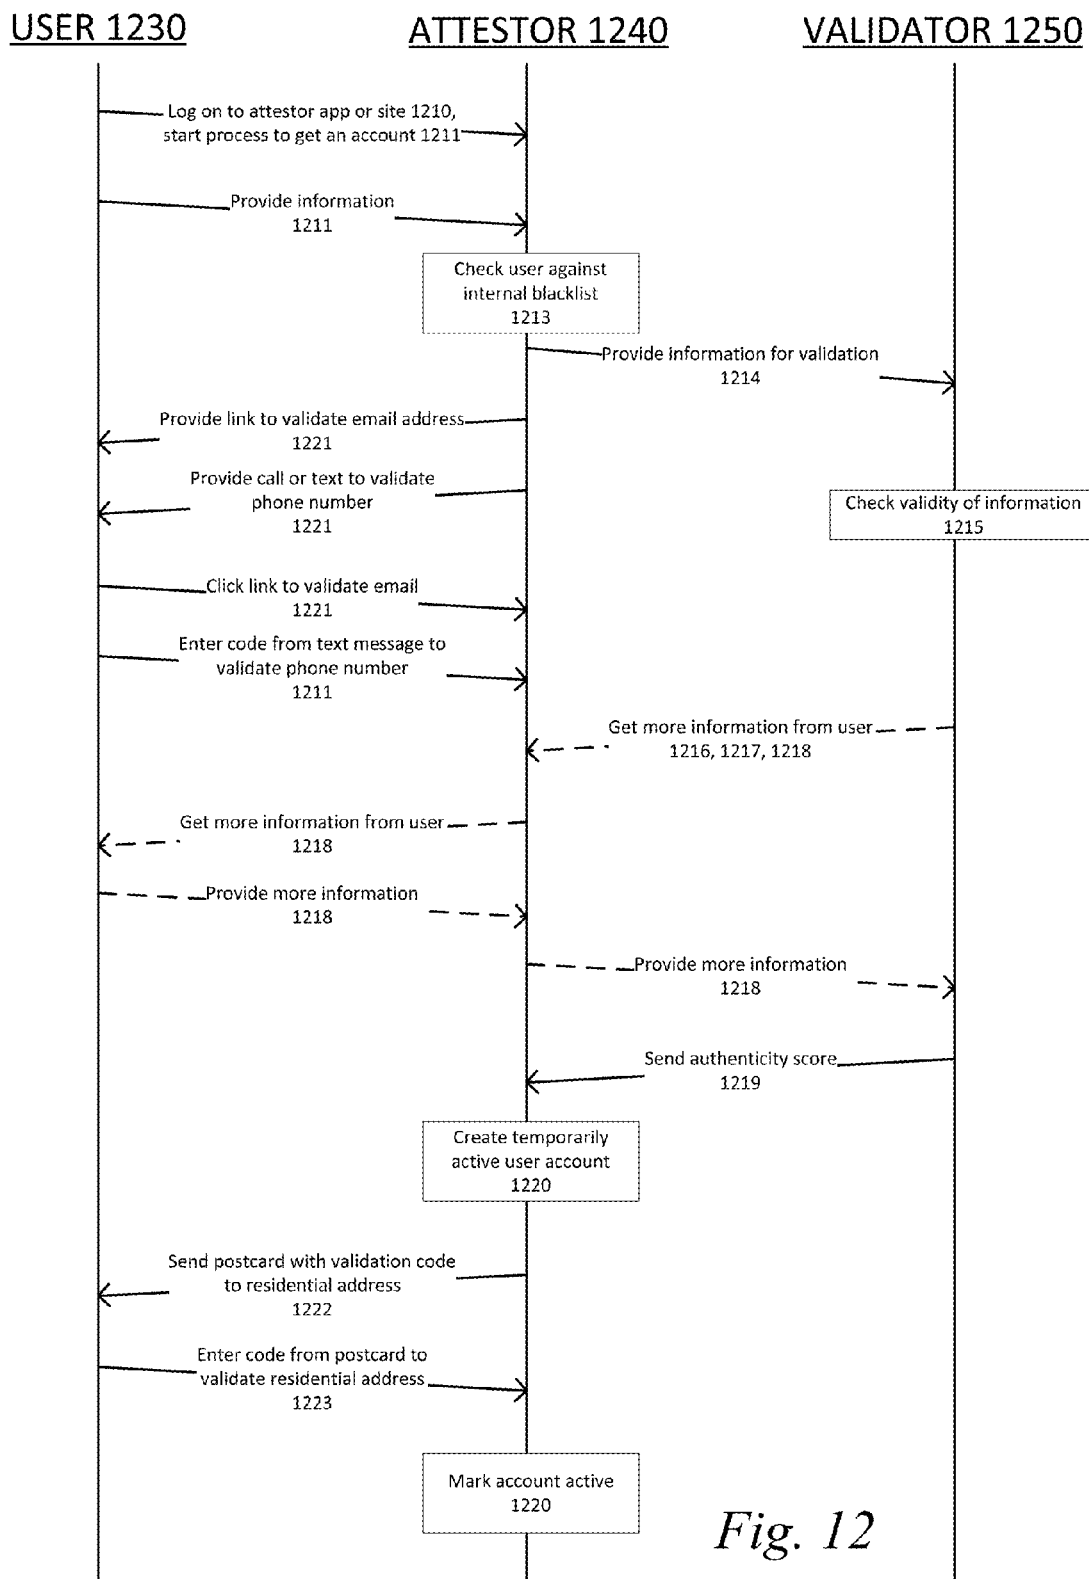 USER 1230
ATTESTOR 1240
VALIDATOR 1250
Log on to attestor app or site 1210,
start process to get an account 1211
Provide information
1211
Check user against
internal blacklist
1213
Provide information for validation
1214
Provide link to validate email address
1221
Provide call or text to validate
phone number
1221
Check validity of information
1215
Click link to validate email
1221
Enter code from text message to
validate phone number
1211
Get more information from user
1216, 1217, 1218
Get more information from user
1218
Provide more information
1218
Provide more information
1218
Send authenticity score
1219
Create temporarily
active user account
1220
Send postcard with validation code
to residential address
1222
Enter code from postcard to
validate residential address
1223
Mark account active
1220
Fig. 12